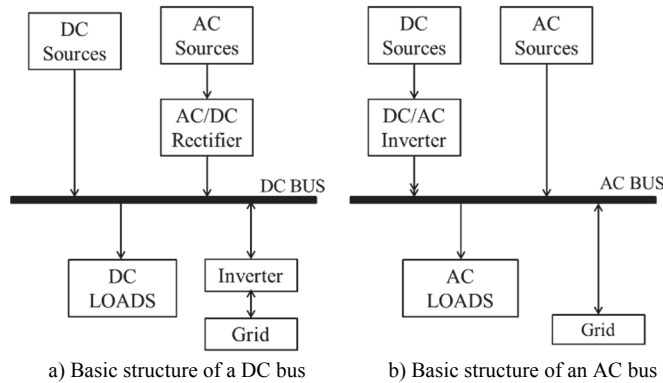 DC
Sources
AC
Sources
AC/DC
Rectifier
DC BUS
DC
LOADS
Inverter
Grid
a) Basic structure of a DC bus
DC
Sources
AC
Sources
DC/AC
Inverter
AC BUS
AC
LOADS
Grid
b) Basic structure of an AC bus